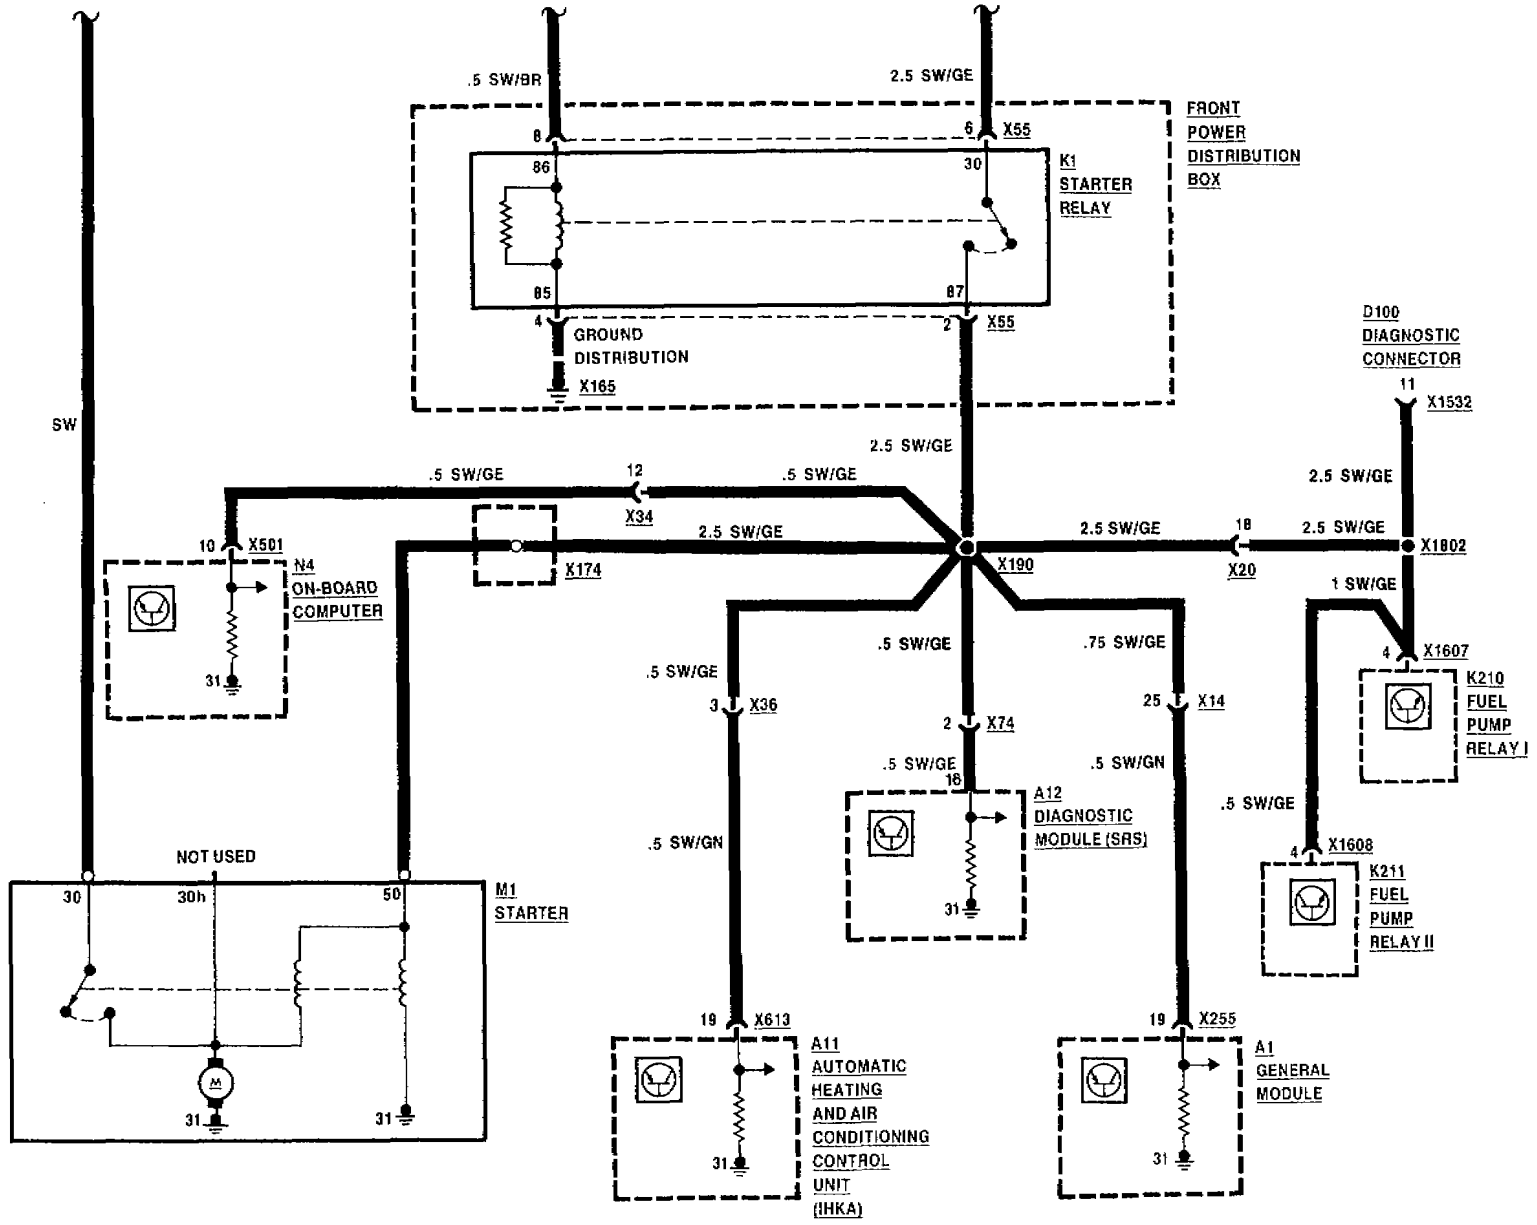 .5 SW/BR
2.5 SW/GE
FRONT
POWER
DISTRIBUTION
BOX
8
6
X55
86
30
K1
STARTER
RELAY
85
87
4
2
X55
GROUND
DISTRIBUTION
X165
D100
DIAGNOSTIC
CONNECTOR
11
X1532
SW
2.5 SW/GE
.5 SW/GE
12
.5 SW/GE
X34
2.5 SW/GE
2.5 SW/GE
2.5 SW/GE
18
2.5 SW/GE
X1802
X174
X190
X20
10
X501
N4
ON-BOARD
COMPUTER
31
1 SW/GE
.5 SW/GE
.5 SW/GE
.75 SW/GE
4
X1607
K210
FUEL
PUMP
RELAY I
3
X36
2
X74
25
X14
.5 SW/GE
18
.5 SW/GN
A12
DIAGNOSTIC
MODULE (SRS)
31
.5 SW/GE
4
X1608
K211
FUEL
PUMP
RELAY II
.5 SW/GN
NOT USED
30
30h
50
M1
STARTER
M
31
31
19
X613
A11
AUTOMATIC
HEATING
AND AIR
CONDITIONING
CONTROL
UNIT
(IHKA)
31
19
X255
A1
GENERAL
MODULE
31